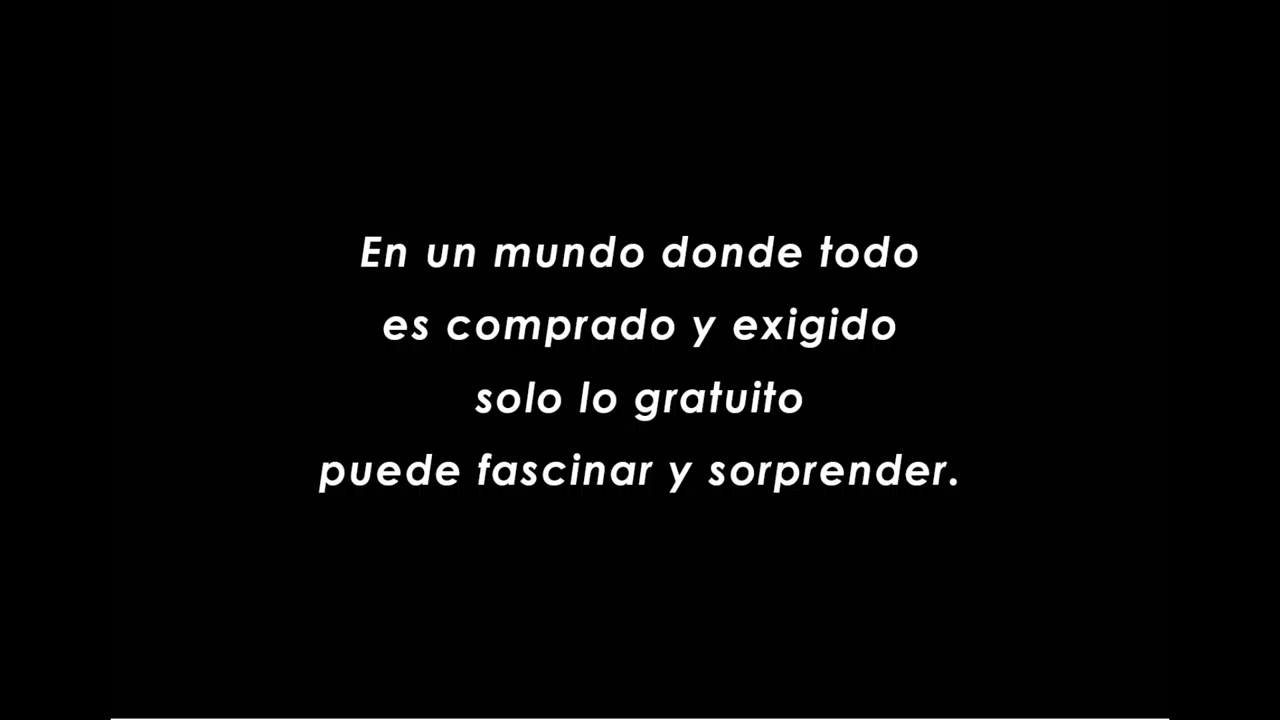 En un mundo donde todo
es comprado y exigido
solo lo gratuito
puede fascinar y sorprender.